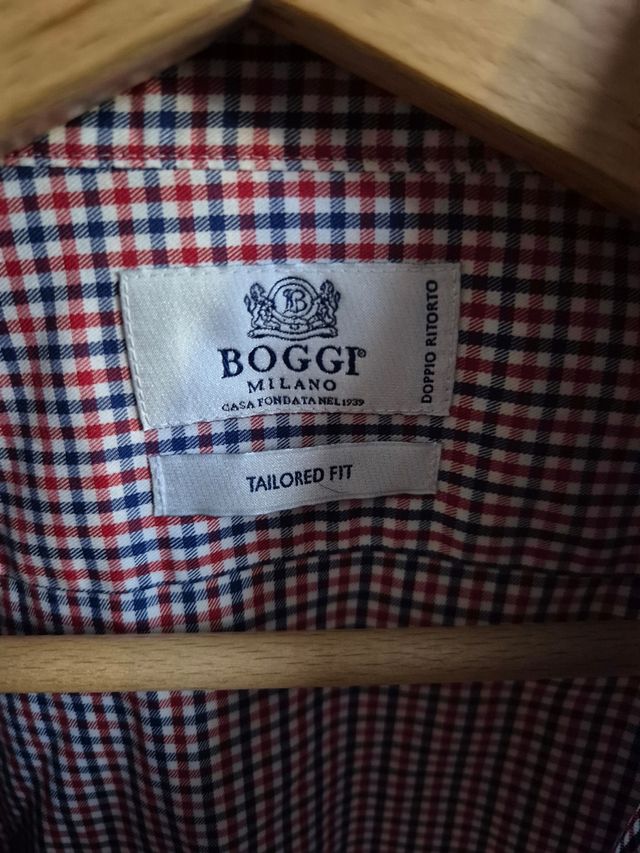 B
BOGGI®
MILANO
CASA FONDATA NEL 1939
DOPPIO RITORTO
TAILORED FIT